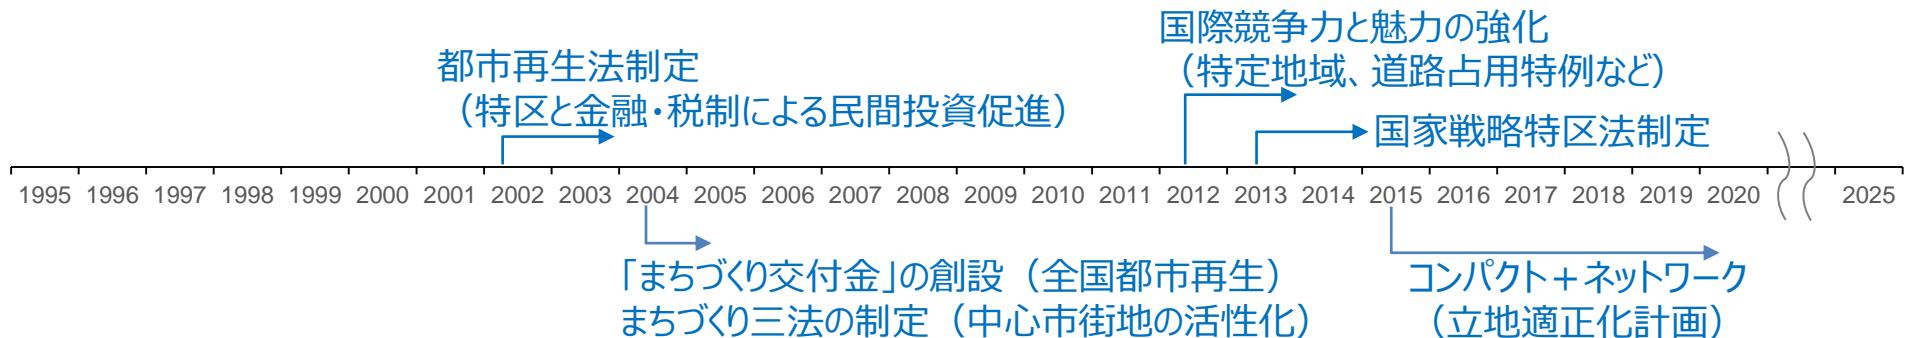 国際競争力と魅力の強化
（特定地域、道路占用特例など）
都市再生法制定
（特区と金融・税制による民間投資促進）
国家戦略特区法制定
1995 1996 1997 1998 1999 2000 2001 2002 2003 2004 2005 2006 2007 2008 2009 2010 2011 2012 2013 2014 2015 2016 2017 2018 2019 2020 2025
「まちづくり交付金」の創設（全国都市再生）
まちづくり三法の制定（中心市街地の活性化）
コンパクト＋ネットワーク
（立地適正化計画）